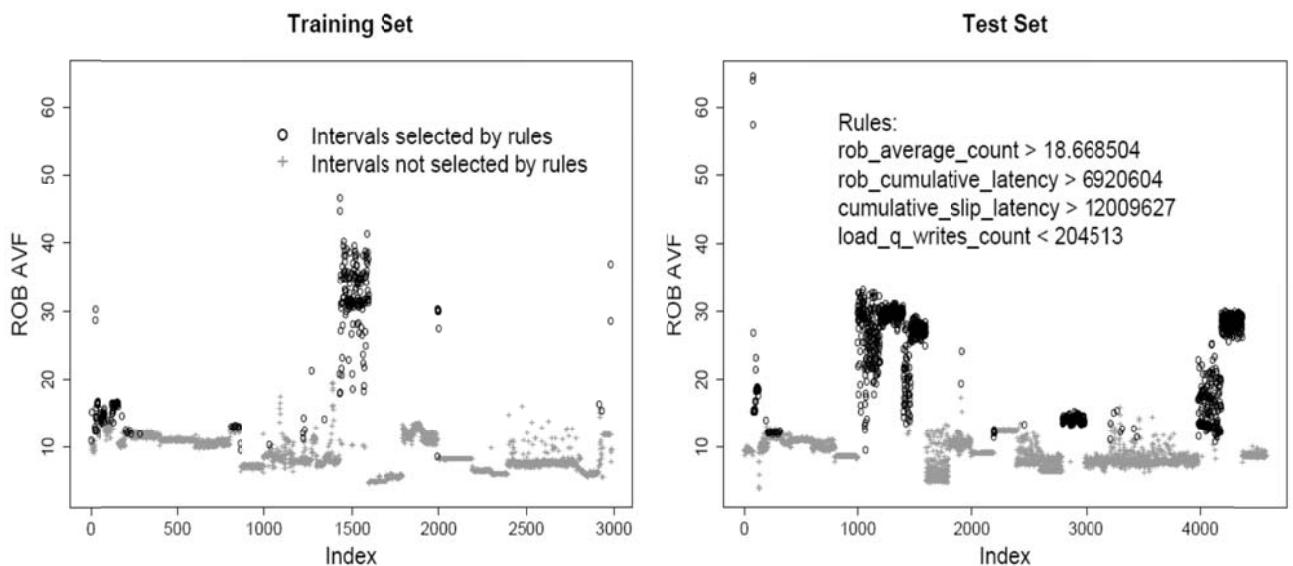 Training Set
ROB AVF
60
50
40
30
20
10
o Intervals selected by rules
+ Intervals not selected by rules
0 500 1000 1500 2000 2500 3000
Index
Test Set
ROB AVF
60
50
40
30
20
10
Rules:
rob_average_count > 18.668504
rob_cumulative_latency > 6920604
cumulative_slip_latency > 12009627
load_q_writes_count < 204513
0 1000 2000 3000 4000
Index